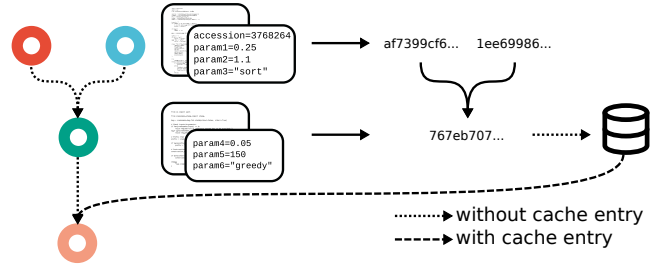 accession=3768264
param1=0.25
param2=1.1
param3="sort"
af7399cf6... 1ee69986...
param4=0.05
param5=150
param6="greedy"
767eb707...
without cache entry
with cache entry